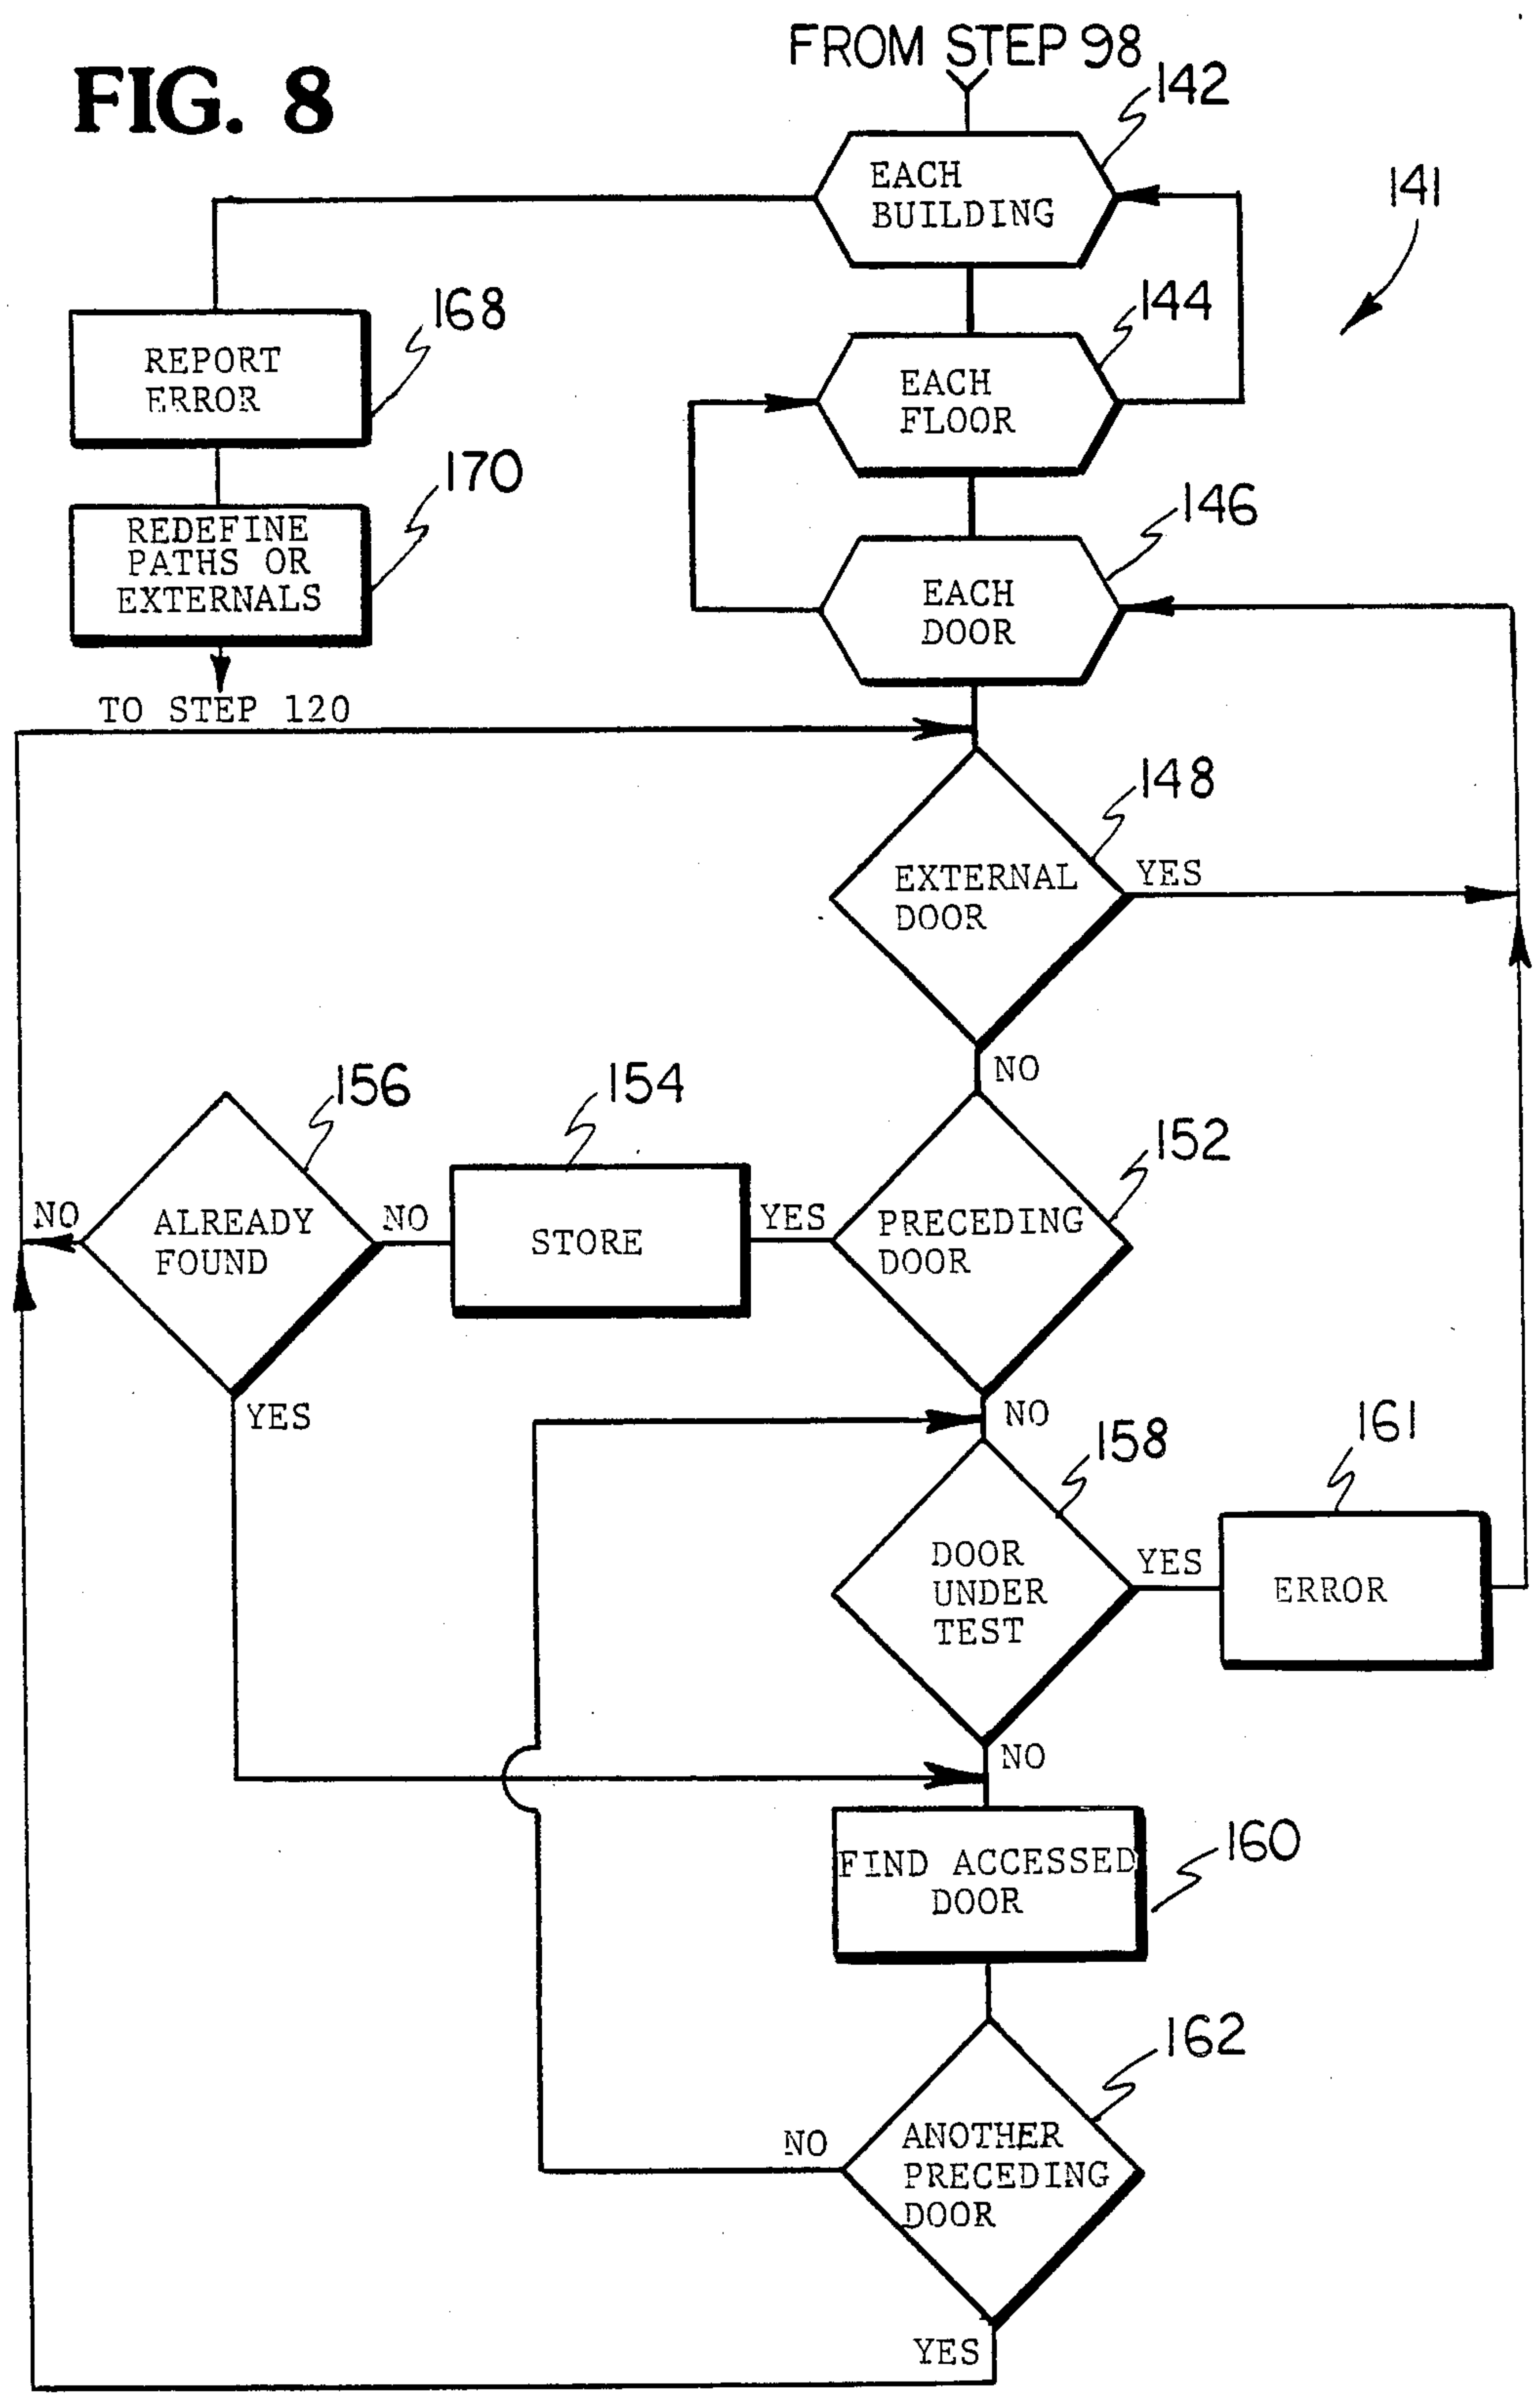 FROM STEP 98
FIG. 8
142
EACH
BUILDING
141
168
144
REPORT
ERROR
EACH
FLOOR
170
146
REDEFINE
PATHS OR
EXTERNALS
EACH
DOOR
TO STEP 120
148
EXTERNAL
DOOR
YES
NO
156
154
152
NO
ALREADY
FOUND
NO
STORE
YES
PRECEDING
DOOR
YES
NO
158
161
DOOR
UNDER
TEST
YES
ERROR
NO
160
FIND ACCESSED
DOOR
162
NO
ANOTHER
PRECEDING
DOOR
YES